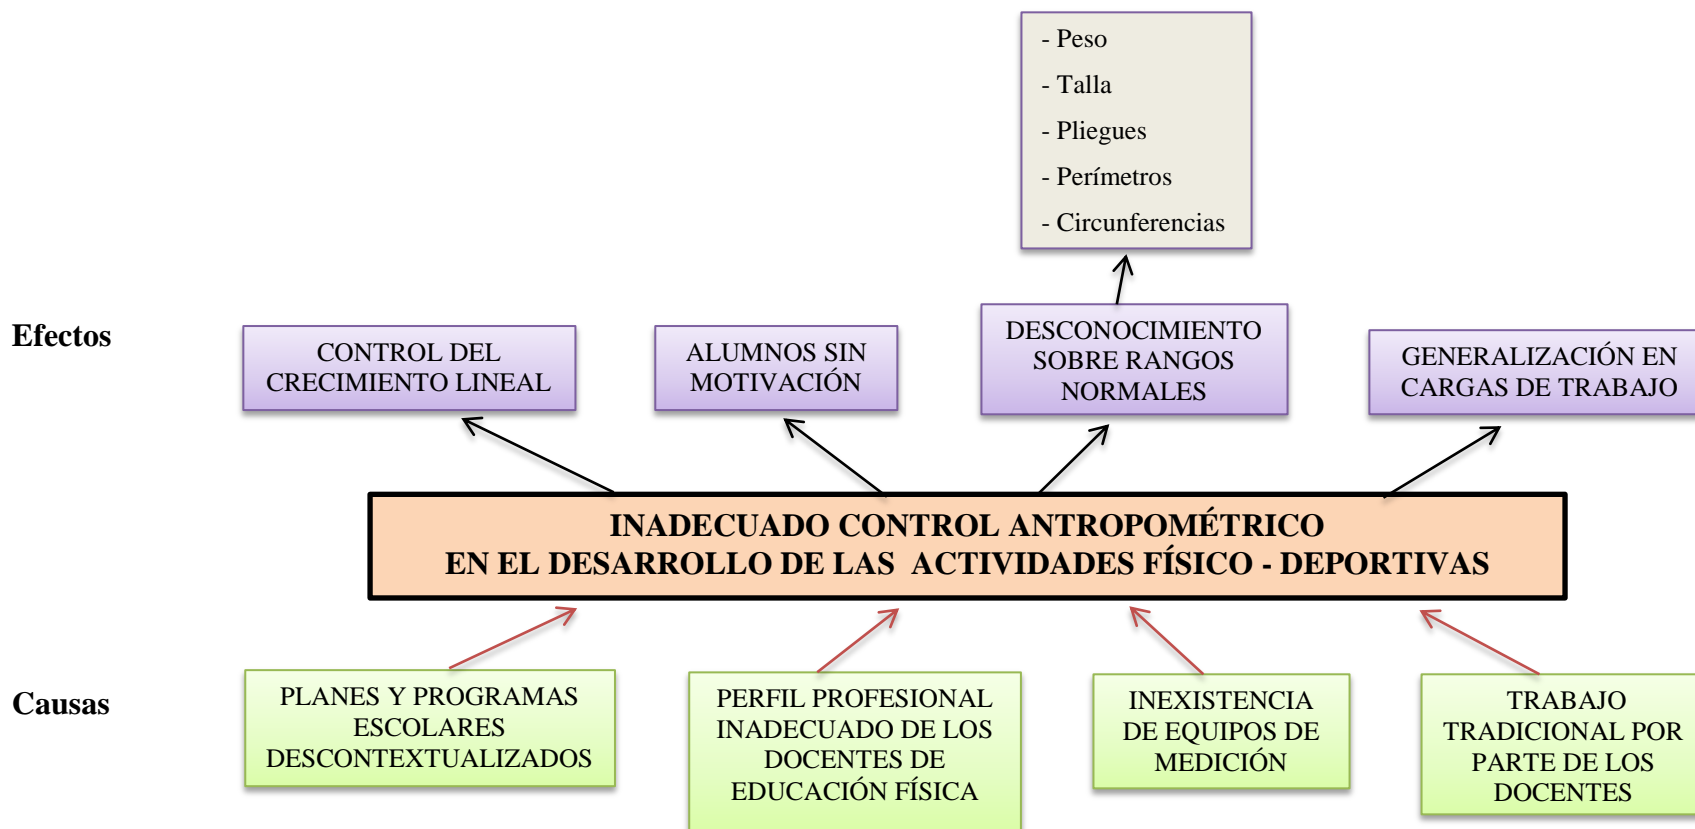 - Peso
- Talla
- Pliegues
- Perímetros
- Circunferencias
Efectos
CONTROL DEL
CRECIMIENTO LINEAL
ALUMNOS SIN
MOTIVACIÓN
DESCONOCIMIENTO
SOBRE RANGOS
NORMALES
GENERALIZACIÓN EN
CARGAS DE TRABAJO
INADECUADO CONTROL ANTROPOMÉTRICO
EN EL DESARROLLO DE LAS ACTIVIDADES FÍSICO - DEPORTIVAS
Causas
PLANES Y PROGRAMAS
ESCOLARES
DESCONTEXTUALIZADOS
PERFIL PROFESIONAL
INADECUADO DE LOS
DOCENTES DE
EDUCACIÓN FÍSICA
INEXISTENCIA
DE EQUIPOS DE
MEDICIÓN
TRABAJO
TRADICIONAL POR
PARTE DE LOS
DOCENTES